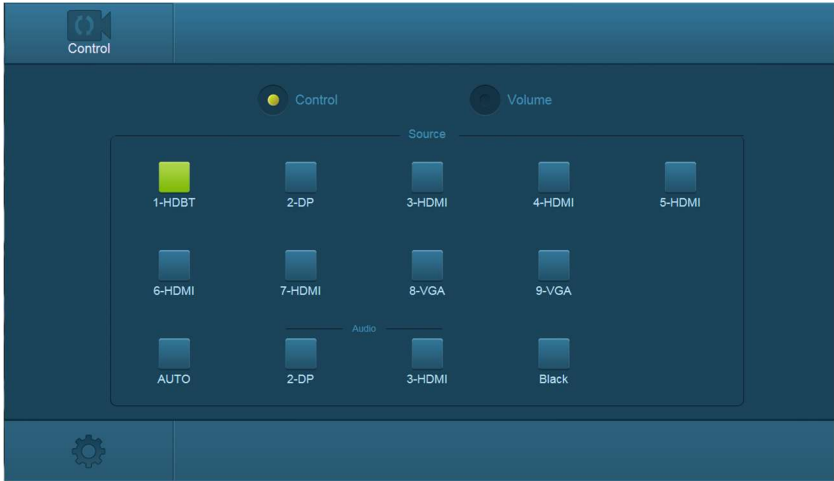 Control
Control Volume
Source
1-HDBT 2-DP 3-HDMI 4-HDMI 5-HDMI
6-HDMI 7-HDMI 8-VGA 9-VGA
Audio
AUTO 2-DP 3-HDMI Black